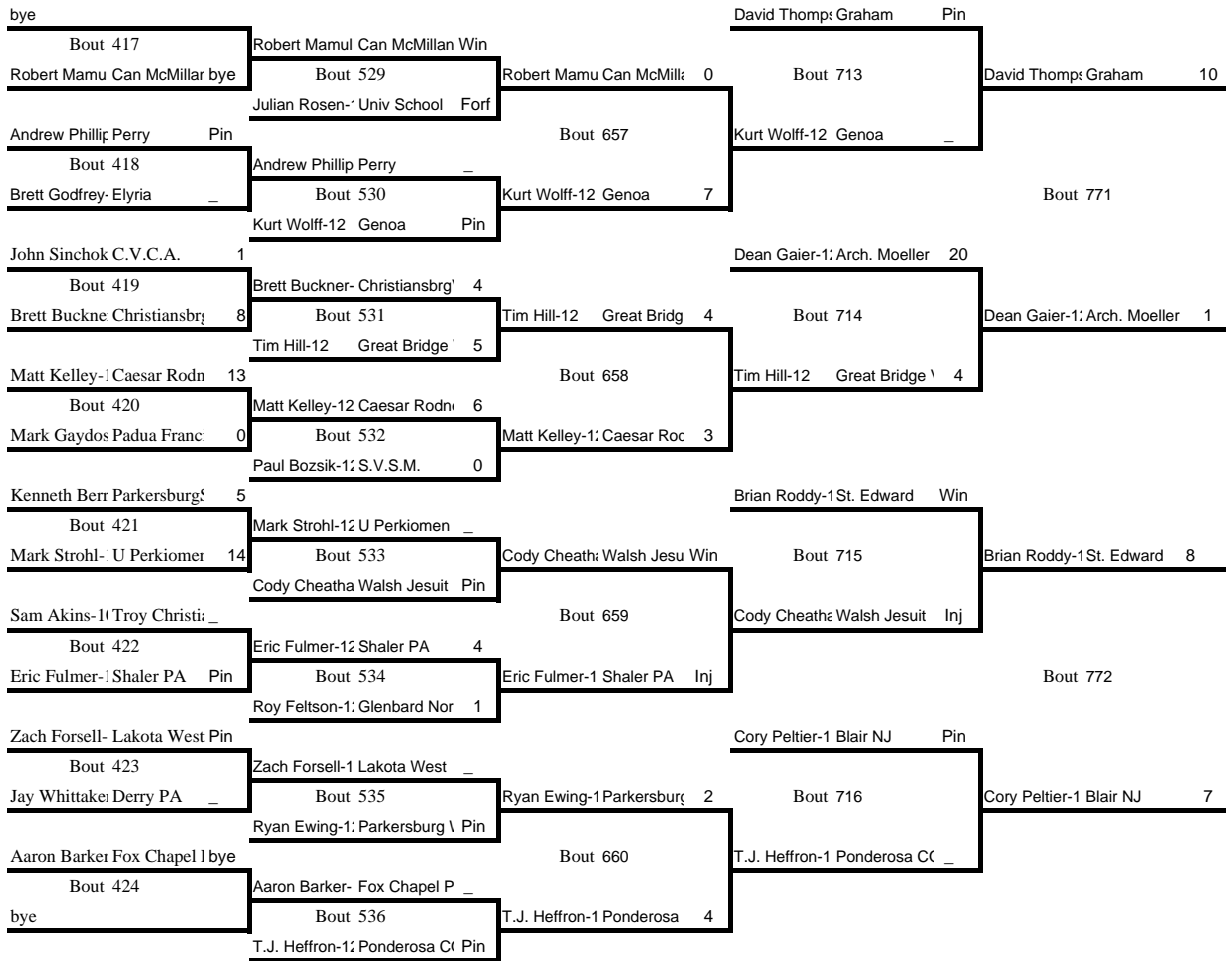 bye David Thomp: Graham Pin
Bout 417 Robert Mamul Can McMillan Win
Robert Mamu Can McMillar bye Bout 529 Robert Mamu Can McMilla 0 Bout 713 David Thomps Graham 10
Julian Rosen- Univ School Forf
Andrew Phillip Perry Pin Bout 657 Kurt Wolff-12 Genoa _
Bout 418 Andrew Phillip Perry _
Brett Godfrey- Elyria _ Bout 530 Kurt Wolff-12 Genoa 7 Bout 771
Kurt Wolff-12 Genoa Pin
John Sinchok C.V.C.A. 1 Dean Gaier-1 Arch. Moeller 20
Bout 419 Brett Buckner- Christiansbrg 4
Brett Buckne Christiansbr 8 Bout 531 Tim Hill-12 Great Bridg 4 Bout 714 Dean Gaier-1 Arch. Moeller 1
Tim Hill-12 Great Bridge 5
Matt Kelley- Caesar Rodn 13 Bout 658 Tim Hill-12 Great Bridge 4
Bout 420 Matt Kelley-12 Caesar Rodn 6
Mark Gaydos Padua Franc 0 Bout 532 Matt Kelley-1 Caesar Roc 3
Paul Bozsik-1 S.V.S.M. 0
Kenneth Berr Parkersburg 5 Brian Roddy-1 St. Edward Win
Bout 421 Mark Strohl-12 U Perkiomen _
Mark Strohl- U Perkiomer 14 Bout 533 Cody Cheatha Walsh Jesu Win Bout 715 Brian Roddy-1 St. Edward 8
Cody Cheatha Walsh Jesuit Pin
Sam Akins-1 Troy Christi _ Bout 659 Cody Cheatha Walsh Jesuit Inj
Bout 422 Eric Fulmer-12 Shaler PA 4
Eric Fulmer- Shaler PA Pin Bout 534 Eric Fulmer-1 Shaler PA Inj Bout 772
Roy Feltson-1 Glenbard Nor 1
Zach Forsell- Lakota West Pin Cory Peltier-1 Blair NJ Pin
Bout 423 Zach Forsell-1 Lakota West _
Jay Whittaker Derry PA _ Bout 535 Ryan Ewing-1 Parkersburg 2 Bout 716 Cory Peltier-1 Blair NJ 7
Ryan Ewing-1 Parkersburg Pin
Aaron Barker Fox Chapel bye Bout 660 T.J. Heffron-1 Ponderosa _
Bout 424 Aaron Barker- Fox Chapel P _
bye Bout 536 T.J. Heffron-1 Ponderosa 4
T.J. Heffron-1 Ponderosa Pin